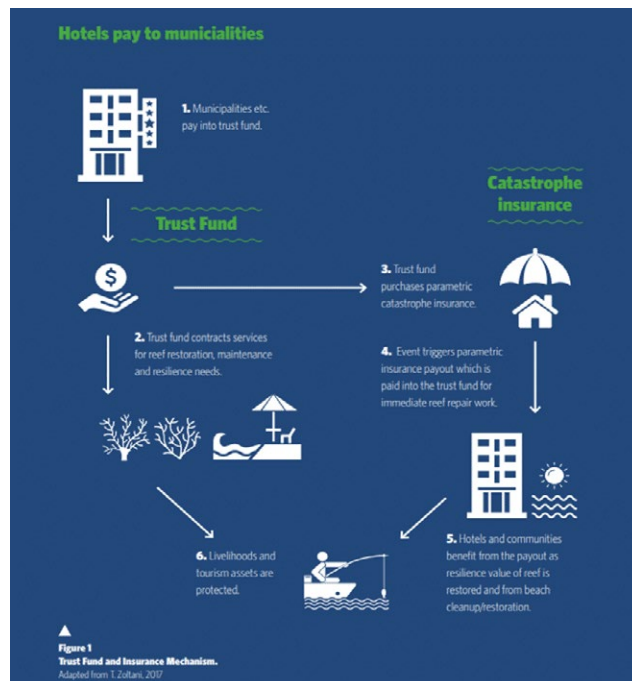 Hotels pay to municialities
1. Municipalities etc.
pay into trust fund.
Trust Fund
Catastrophe
insurance
$
3. Trust fund
purchases parametric
catastrophe insurance.
2. Trust fund contracts services
for reef restoration, maintenance
and resilience needs.
4. Event triggers parametric
insurance payout which is
paid into the trust fund for
immediate reef repair work.
5. Hotels and communities
benefit from the payout as
resilience value of reef is
restored and from beach
cleanup/restoration.
6. Livelihoods and
tourism assets are
protected.
Figure 1
Trust Fund and Insurance Mechanism.
Adapted from T. Zoltani, 2017